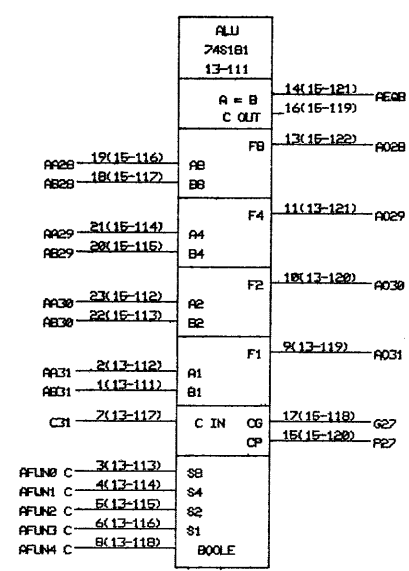 ALU
74S181
13-111
A = B 14(15-121) AEQB
C OUT 16(15-119)
F8 13(15-122) AO28
AA28 19(15-116) A8
AB28 18(15-117) B8
F4 11(13-121) AO29
AA29 21(15-114) A4
AB29 20(15-115) B4
F2 10(13-120) AO30
AA30 23(15-112) A2
AB30 22(15-113) B2
F1 9(13-119) AO31
AA31 2(13-112) A1
AB31 1(13-111) B1
C31 7(13-117) C IN CG 17(15-118) G27
CP 15(15-120) P27
AFUN0 C 3(13-113) S8
AFUN1 C 4(13-114) S4
AFUN2 C 5(13-115) S2
AFUN3 C 6(13-116) S1
AFUN4 C 8(13-118) BOOLE